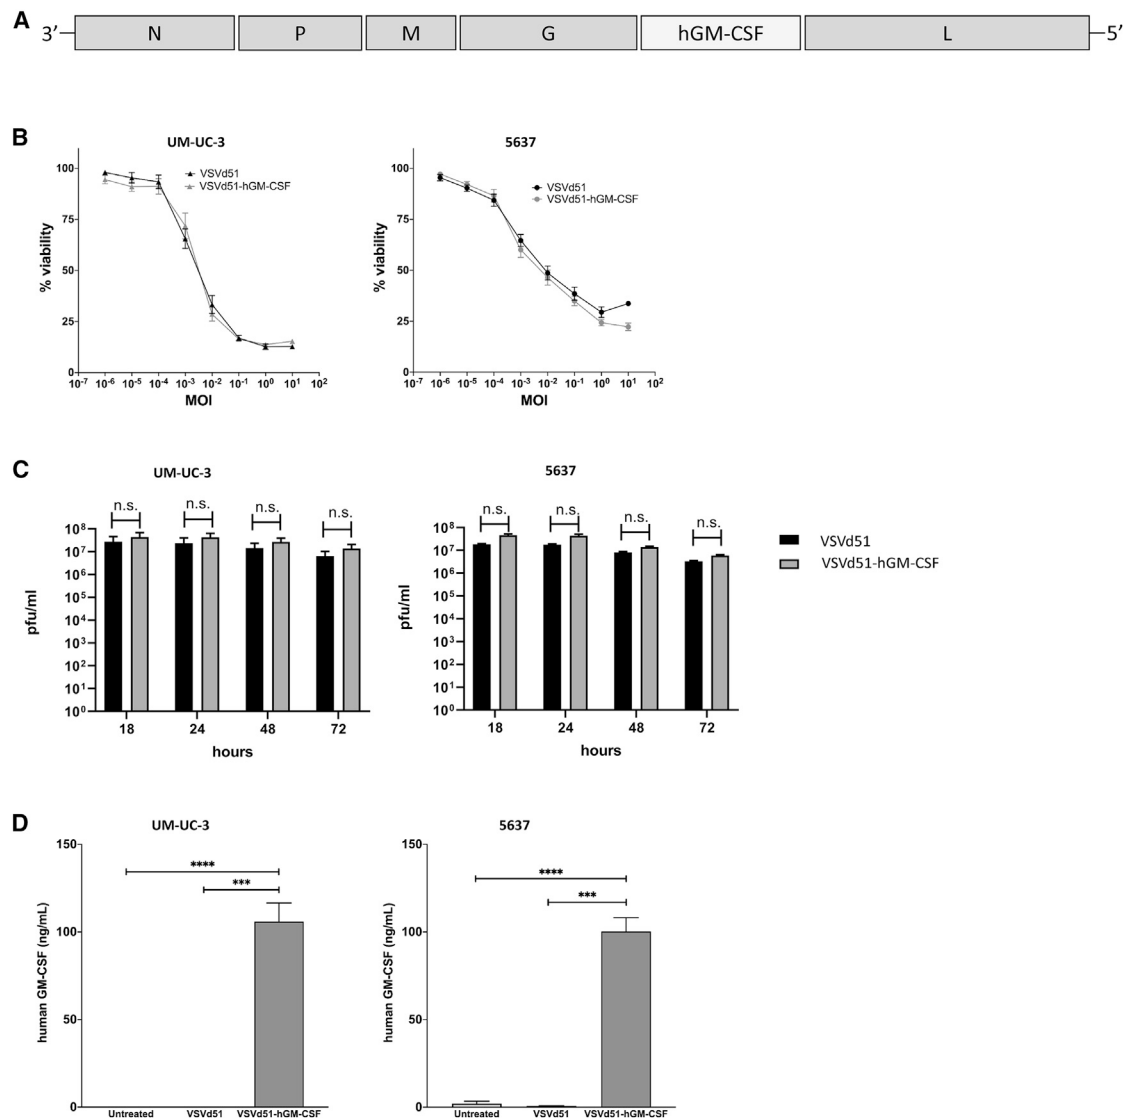 A
3’ N P M G hGM-CSF L 5’
B
UM-UC-3
VSVd51
VSVd51-hGM-CSF
% viability
100
75
50
25
0
10-7 10-6 10-5 10-4 10-3 10-2 10-1 100 101 102
MOI
5637
VSVd51
VSVd51-hGM-CSF
% viability
100
75
50
25
0
10-7 10-6 10-5 10-4 10-3 10-2 10-1 100 101 102
MOI
C
UM-UC-3
n.s. n.s. n.s. n.s.
pfu/ml
108
107
106
105
104
103
102
101
100
18 24 48 72
hours
5637
n.s. n.s. n.s. n.s.
pfu/ml
108
107
106
105
104
103
102
101
100
18 24 48 72
hours
VSVd51
VSVd51-hGM-CSF
D
UM-UC-3
human GM-CSF (ng/mL)
150
100
50
0
****
***
Untreated VSVd51 VSVd51-hGM-CSF
5637
human GM-CSF (ng/mL)
150
100
50
0
****
***
Untreated VSVd51 VSVd51-hGM-CSF